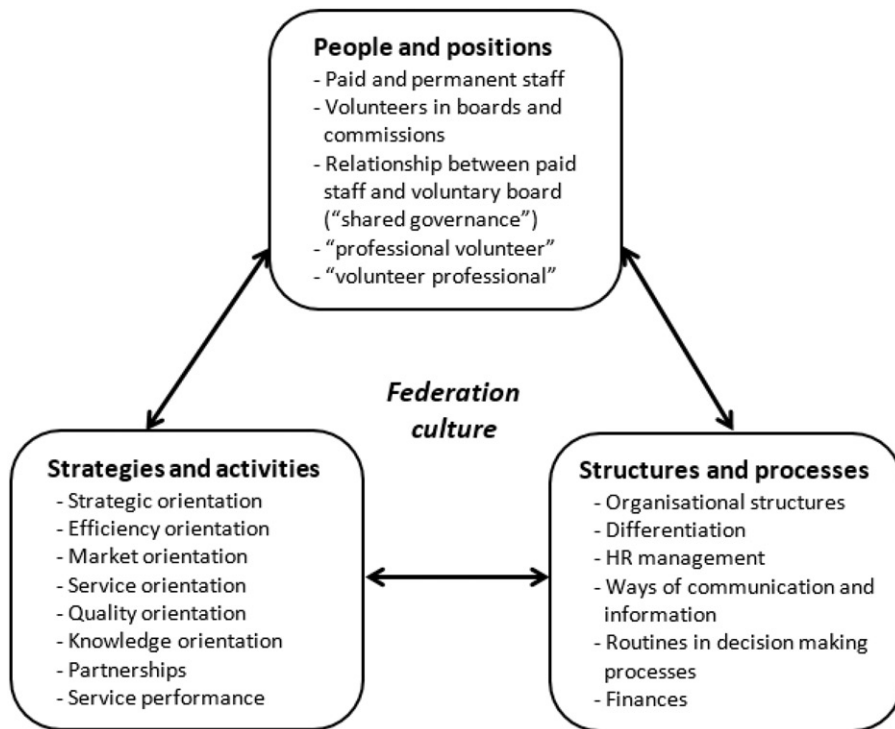 People and positions
- Paid and permanent staff
- Volunteers in boards and
commissions
- Relationship between paid
staff and voluntary board
(“shared governance”)
- “professional volunteer”
- “volunteer professional”
Federation
culture
Strategies and activities
- Strategic orientation
- Efficiency orientation
- Market orientation
- Service orientation
- Quality orientation
- Knowledge orientation
- Partnerships
- Service performance
Structures and processes
- Organisational structures
- Differentiation
- HR management
- Ways of communication and
information
- Routines in decision making
processes
- Finances